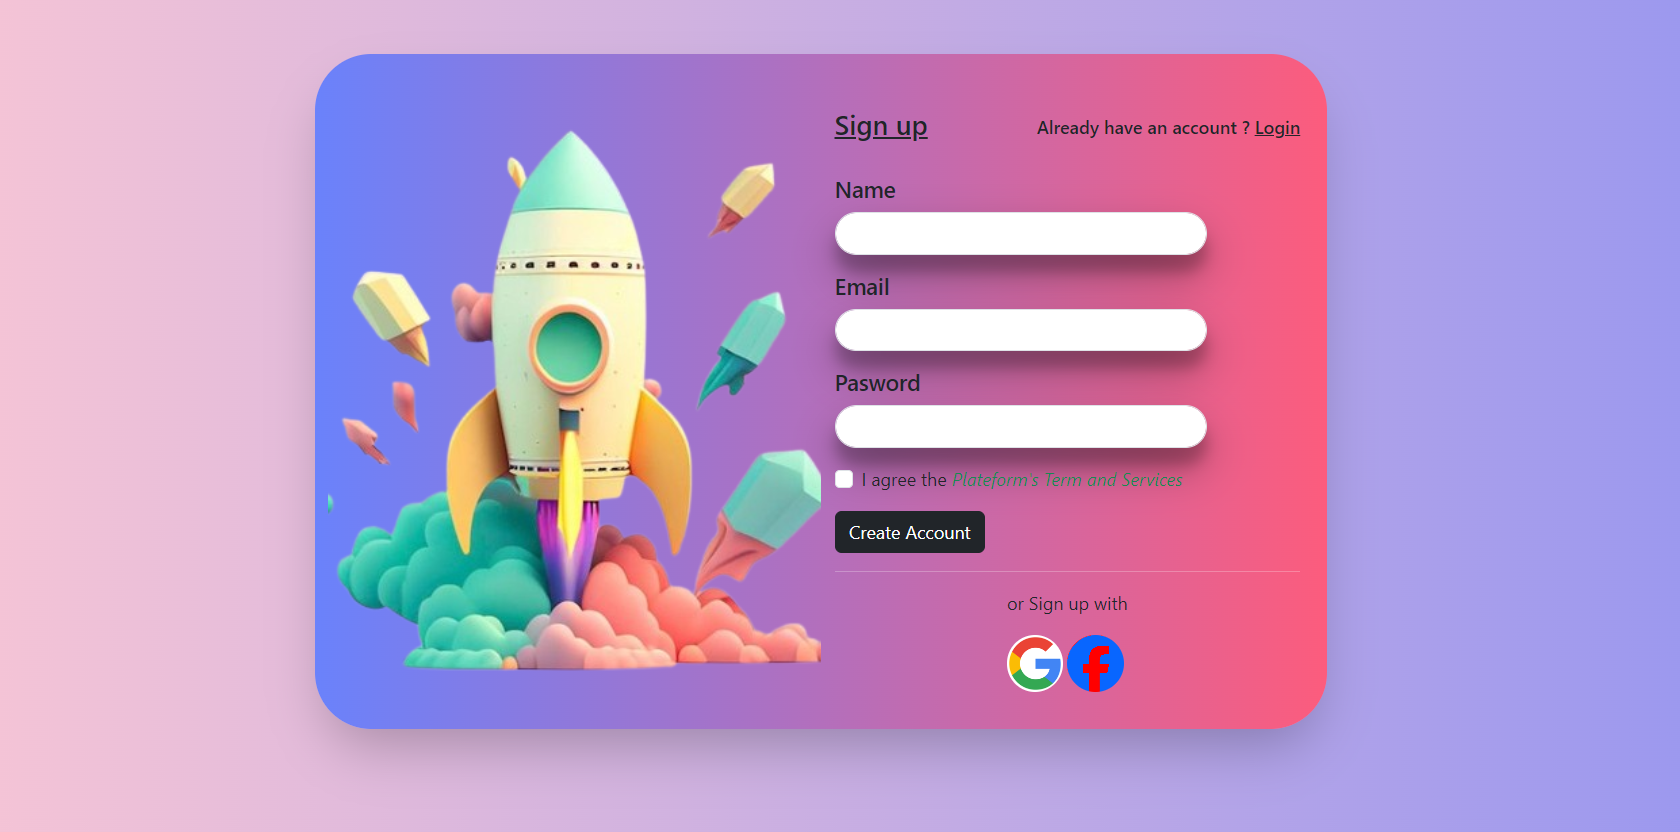 Sign up
Already have an account ? Login
Name
Email
Pasword
I agree the Plateform's Term and Services
Create Account
or Sign up with